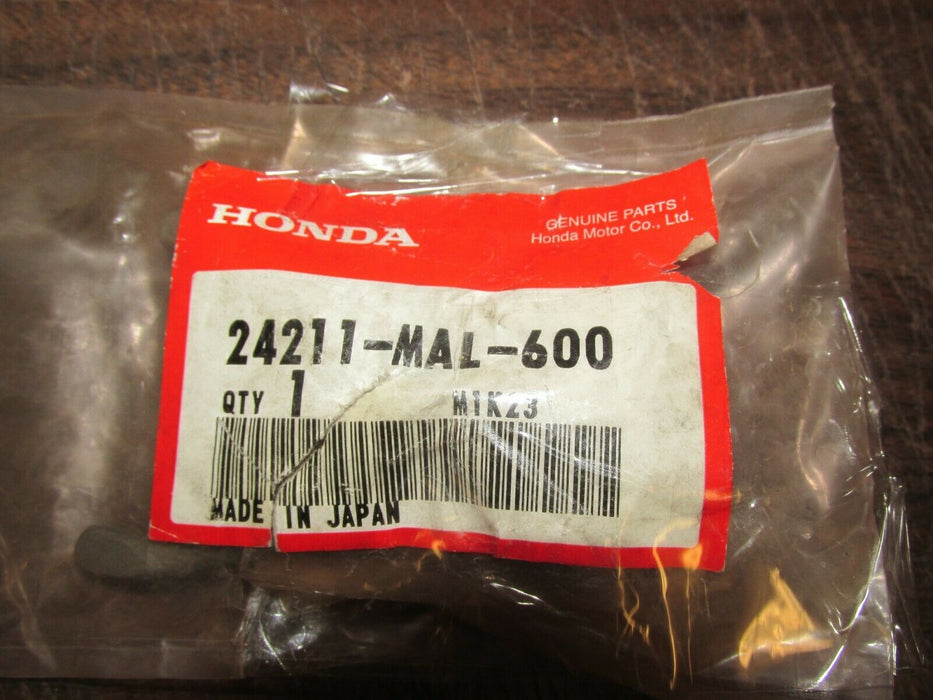 HONDA
GENUINE PARTS
Honda Motor Co., Ltd.
24211-MAL-600
QTY 1 M1K23
MADE IN JAPAN